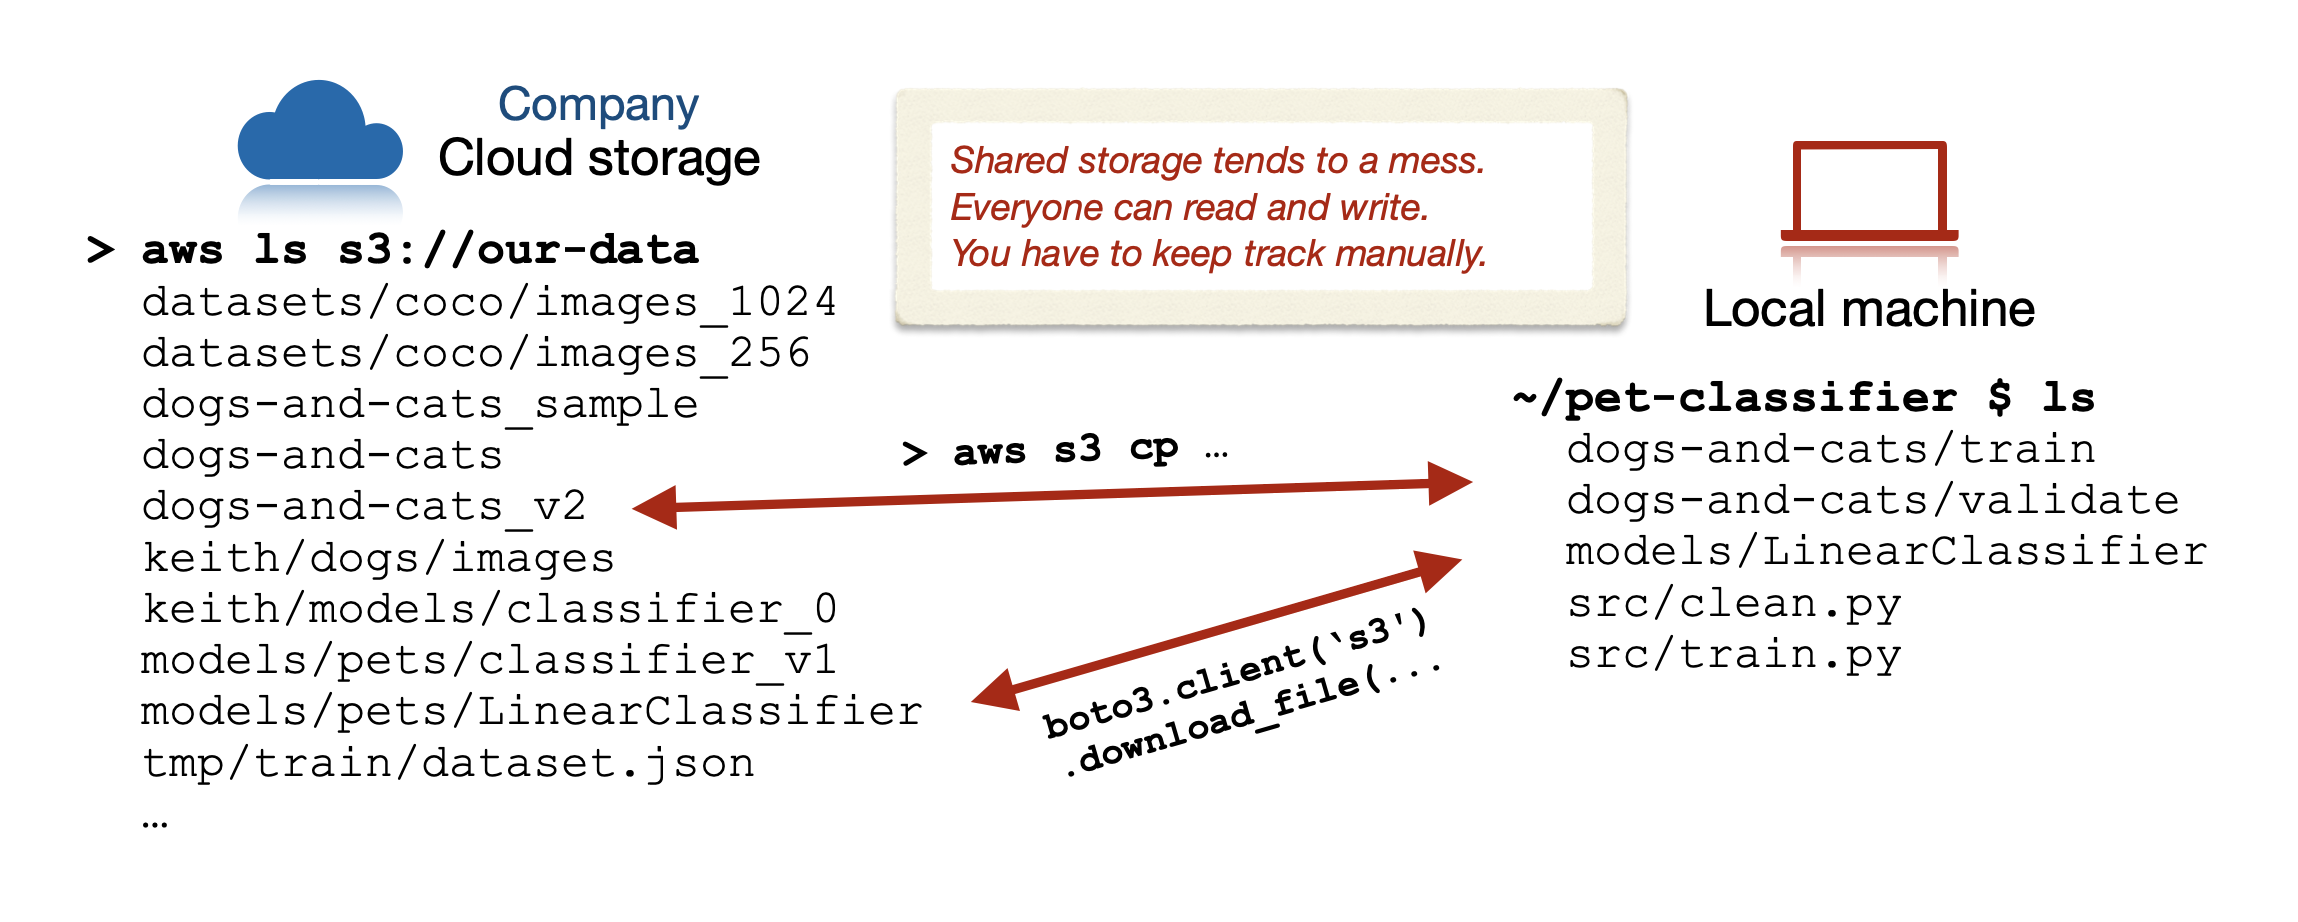 Company
Cloud storage
> aws ls s3://our-data
datasets/coco/images_1024
datasets/coco/images_256
dogs-and-cats_sample
dogs-and-cats
dogs-and-cats_v2
keith/dogs/images
keith/models/classifier_0
models/pets/classifier_v1
models/pets/LinearClassifier
tmp/train/dataset.json
…
Shared storage tends to a mess.
Everyone can read and write.
You have to keep track manually.
> aws s3 cp …
boto3.client(‘s3')
.download_file(...
Local machine
~/pet-classifier $ ls
dogs-and-cats/train
dogs-and-cats/validate
models/LinearClassifier
src/clean.py
src/train.py